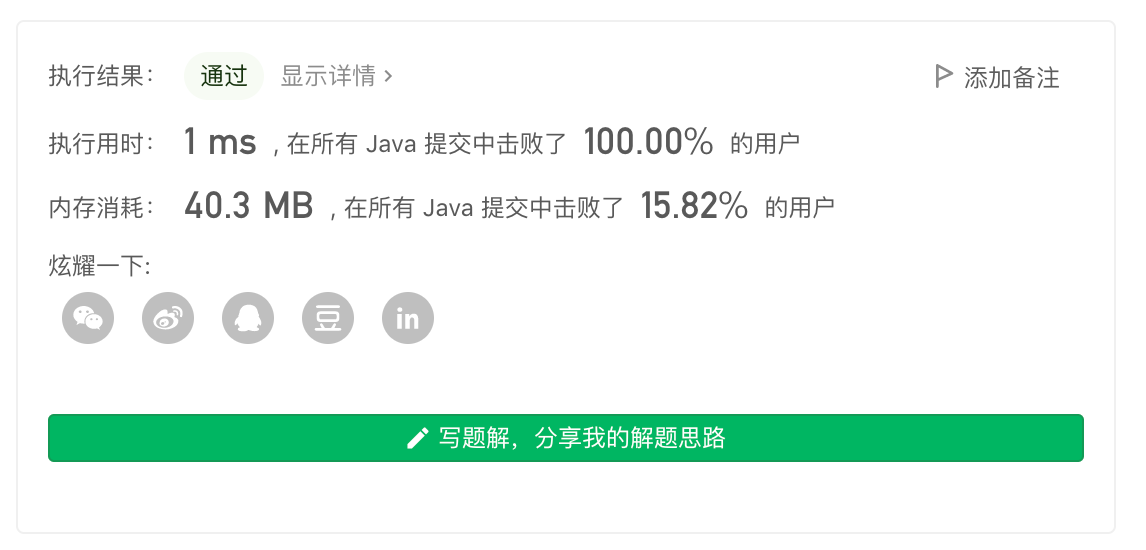 执行结果： 通过 显示详情 › 添加备注
执行用时： 1 ms , 在所有 Java 提交中击败了 100.00% 的用户
内存消耗： 40.3 MB , 在所有 Java 提交中击败了 15.82% 的用户
炫耀一下:
豆 in
写题解，分享我的解题思路